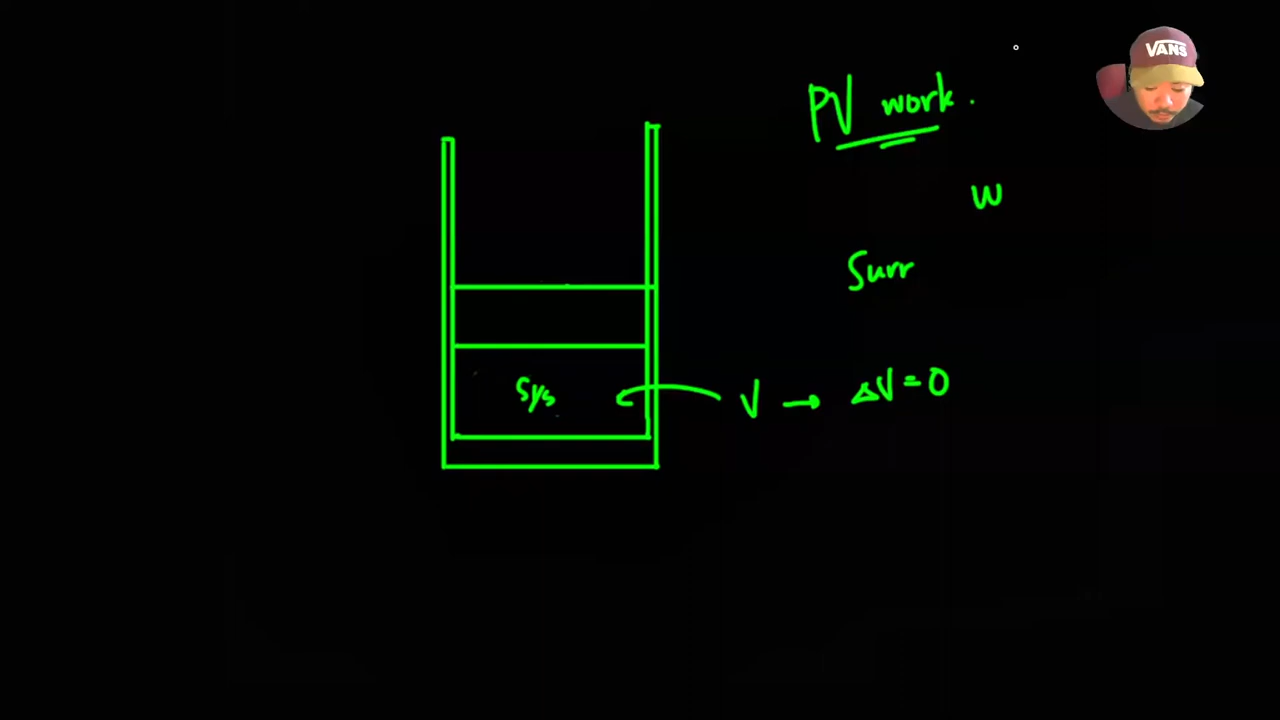 VANS
PV work.
W
Surr
Sys
V → ΔV = 0